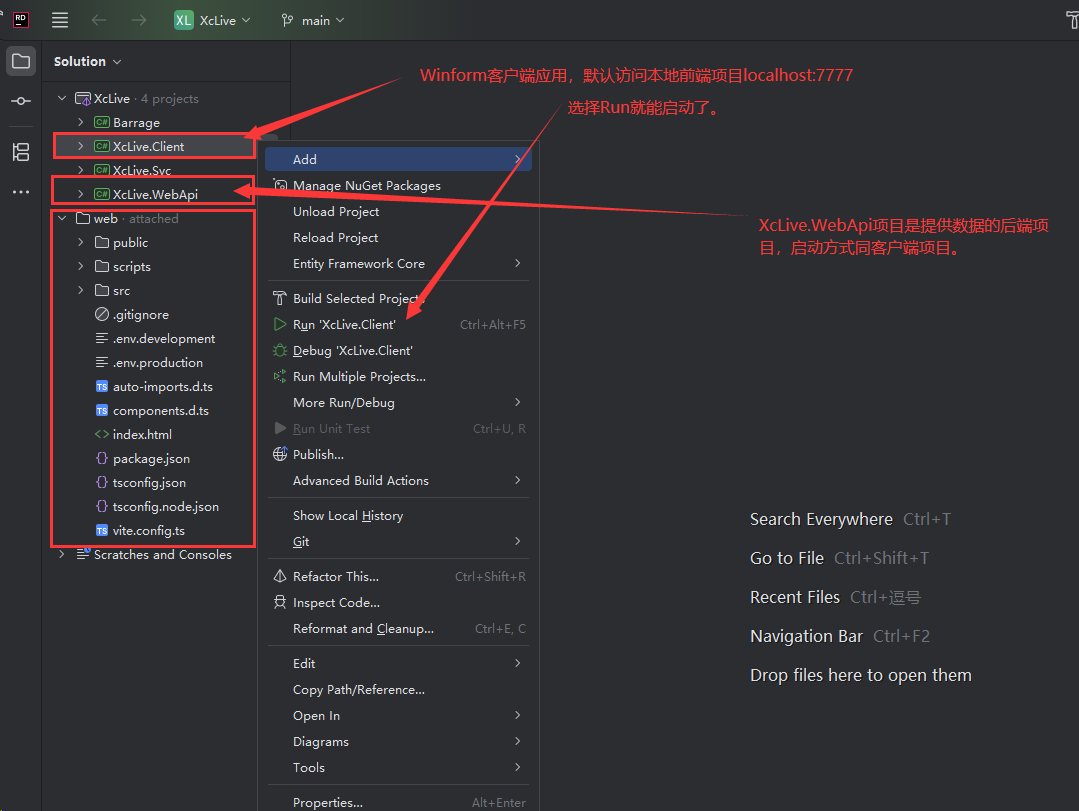 RD
XL XcLive
main
Solution
XcLive · 4 projects
C# Barrage
C# XcLive.Client
C# XcLive.Svc
C# XcLive.WebApi
web · attached
public
scripts
src
.gitignore
.env.development
.env.production
TS auto-imports.d.ts
TS components.d.ts
<> index.html
{} package.json
{} tsconfig.json
{} tsconfig.node.json
TS vite.config.ts
Scratches and Consoles
Winform客户端应用，默认访问本地前端项目localhost:7777
选择Run就能启动了。
XcLive.WebApi项目是提供数据的后端项
目，启动方式同客户端项目。
Add
Manage NuGet Packages
Unload Project
Reload Project
Entity Framework Core
Build Selected Projects
Run 'XcLive.Client' Ctrl+Alt+F5
Debug 'XcLive.Client'
Run Multiple Projects...
More Run/Debug
Run Unit Test Ctrl+U, R
Publish...
Advanced Build Actions
Show Local History
Git
Refactor This... Ctrl+Shift+R
Inspect Code...
Reformat and Cleanup... Ctrl+E, C
Edit
Copy Path/Reference...
Open In
Diagrams
Tools
Properties... Alt+Enter
Search Everywhere Ctrl+T
Go to File Ctrl+Shift+T
Recent Files Ctrl+逗号
Navigation Bar Ctrl+F2
Drop files here to open them